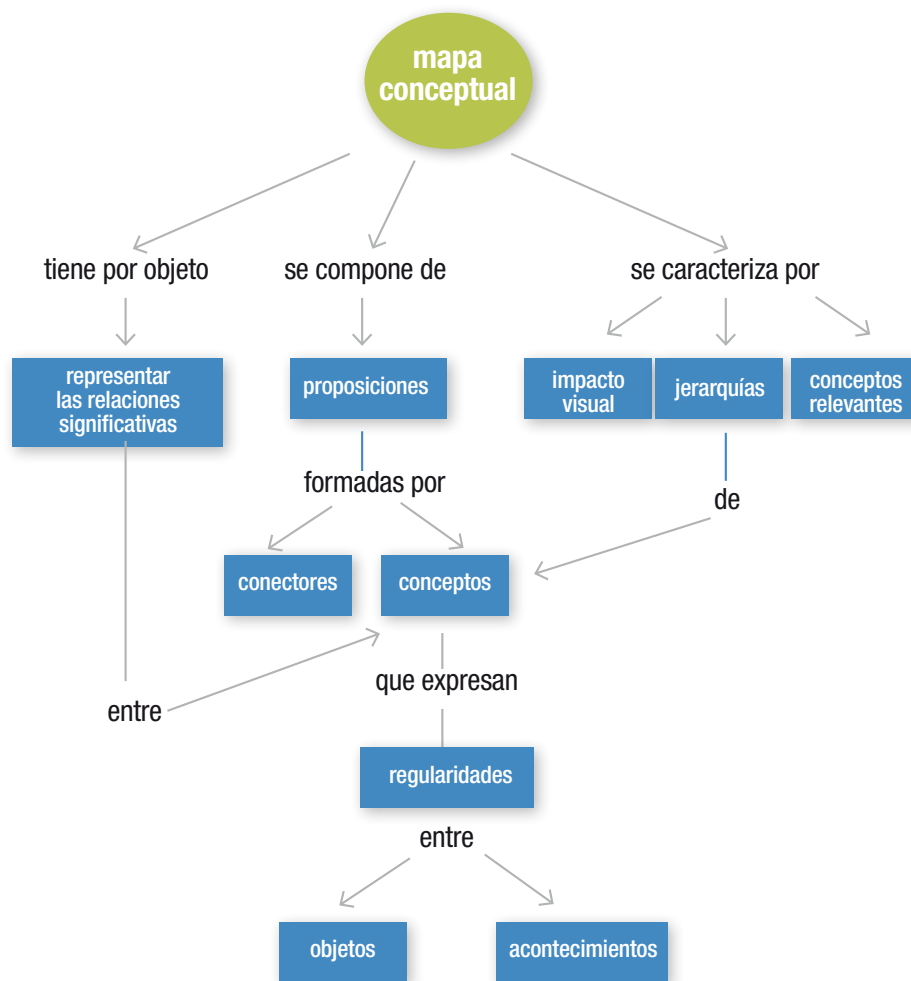 mapa
conceptual
tiene por objeto
se compone de
se caracteriza por
representar
las relaciones
significativas
proposiciones
impacto
visual
jerarquías
conceptos
relevantes
formadas por
de
conectores
conceptos
que expresan
entre
regularidades
entre
objetos
acontecimientos